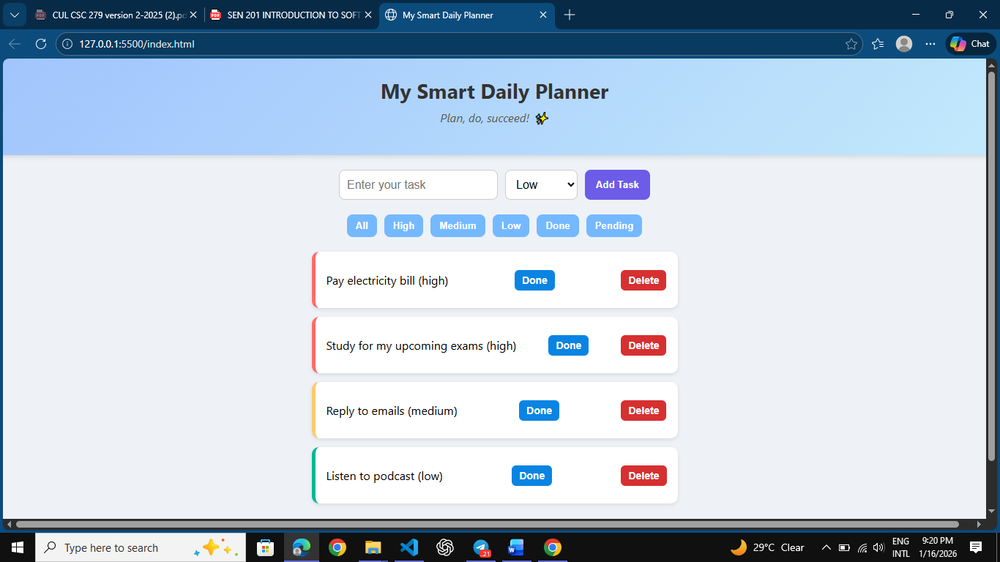 CUL CSC 279 version 2-2025 (2).pd
SEN 201 INTRODUCTION TO SOFT
My Smart Daily Planner
127.0.0.1:5500/index.html
Chat
My Smart Daily Planner
Plan, do, succeed! ✨
Enter your task
Low
Add Task
All
High
Medium
Low
Done
Pending
Pay electricity bill (high)
Done
Delete
Study for my upcoming exams (high)
Done
Delete
Reply to emails (medium)
Done
Delete
Listen to podcast (low)
Done
Delete
Type here to search
21
29°C Clear
ENG
INTL
9:20 PM
1/16/2026